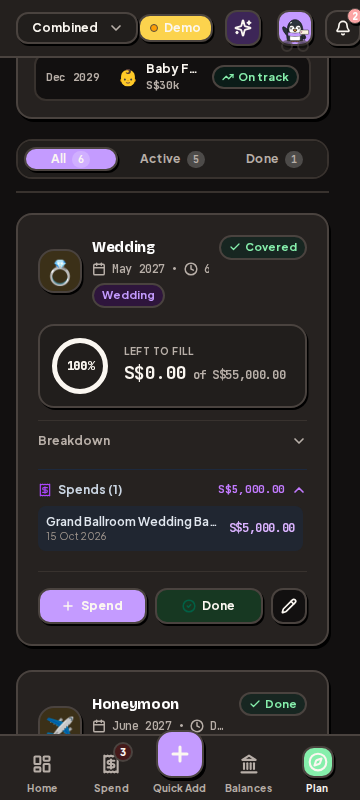 Combined
Demo
2
Dec 2029
Baby F…
S$30k
On track
All 6
Active 5
Done 1
Wedding
Covered
May 2027 • 6
Wedding
100%
LEFT TO FILL
S$0.00 of S$55,000.00
Breakdown
Spends (1)
S$5,000.00
Grand Ballroom Wedding Ba…
S$5,000.00
15 Oct 2026
+ Spend
Done
Honeymoon
Done
June 2027 • D…
3
Home
Spend
Quick Add
Balances
Plan